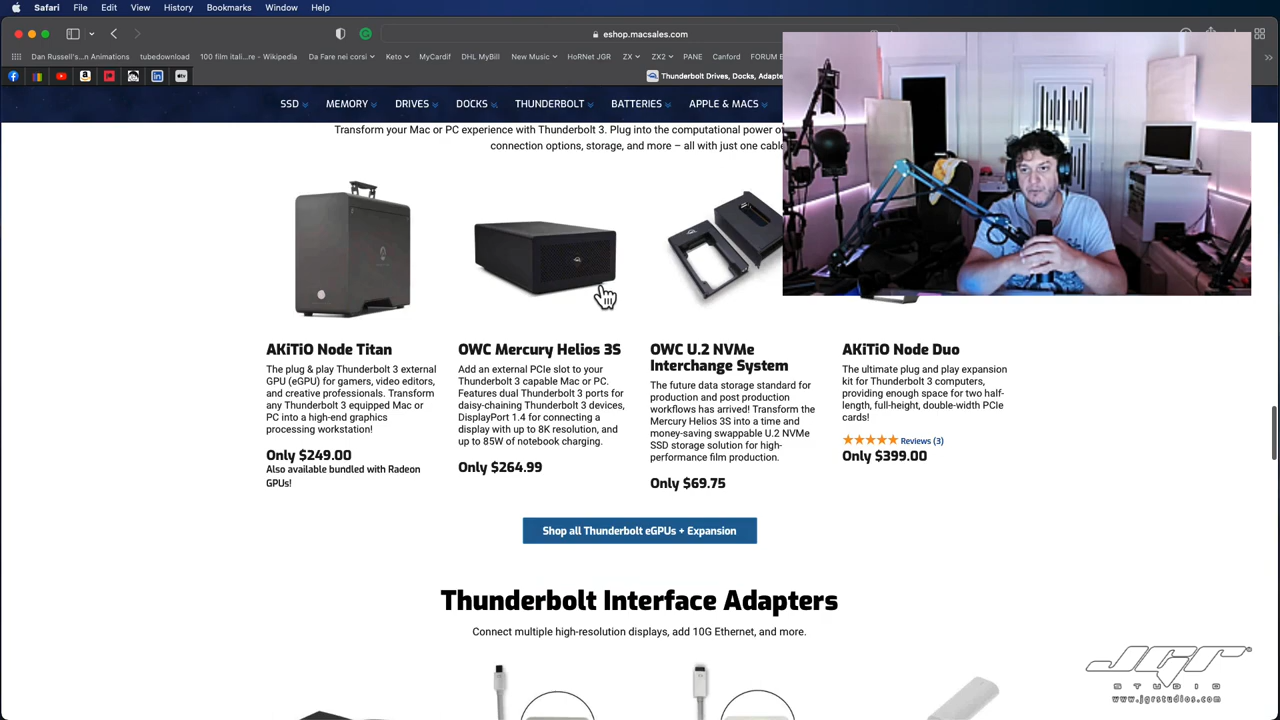 Safari File Edit View History Bookmarks Window Help
eshop.macsales.com
Dan Russell's...n Animations tubedownload 100 film itali...re - Wikipedia Da Fare nei corsi Keto MyCardif DHL MyBill New Music HoRNet JGR ZX ZX2 PANE Canford FORUM
Thunderbolt Drives, Docks, Adapte
SSD MEMORY DRIVES DOCKS THUNDERBOLT BATTERIES APPLE & MACS
Transform your Mac or PC experience with Thunderbolt 3. Plug into the computational power o
connection options, storage, and more – all with just one cable
AKiTiO Node Titan
The plug & play Thunderbolt 3 external
GPU (eGPU) for gamers, video editors,
and creative professionals. Transform
any Thunderbolt 3 equipped Mac or
PC into a high-end graphics
processing workstation!
Only $249.00
Also available bundled with Radeon
GPUs!
OWC Mercury Helios 3S
Add an external PCIe slot to your
Thunderbolt 3 capable Mac or PC.
Features dual Thunderbolt 3 ports for
daisy-chaining Thunderbolt 3 devices,
DisplayPort 1.4 for connecting a
display with up to 8K resolution, and
up to 85W of notebook charging.
Only $264.99
OWC U.2 NVMe
Interchange System
The future data storage standard for
production and post production
workflows has arrived! Transform the
Mercury Helios 3S into a time and
money-saving swappable U.2 NVMe
SSD storage solution for high-
performance film production.
Only $69.75
AKiTiO Node Duo
The ultimate plug and play expansion
kit for Thunderbolt 3 computers,
providing enough space for two half-
length, full-height, double-width PCIe
cards!
Reviews (3)
Only $399.00
Shop all Thunderbolt eGPUs + Expansion
Thunderbolt Interface Adapters
Connect multiple high-resolution displays, add 10G Ethernet, and more.
JGR
STUDIO
www.jgrstudios.com